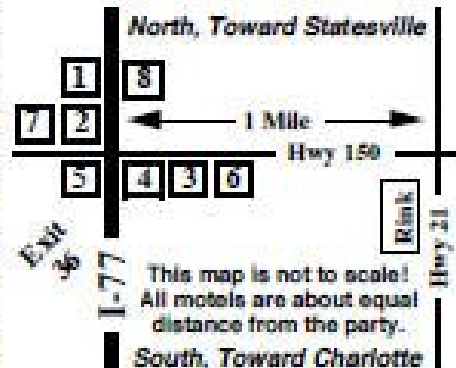 North, Toward Statesville
1 8
7 2
1 Mile
Hwy 150
5 4 3 6
Rink
Hwy 21
Exit
36
I-77
This map is not to scale!
All motels are about equal
distance from the party.
South, Toward Charlotte